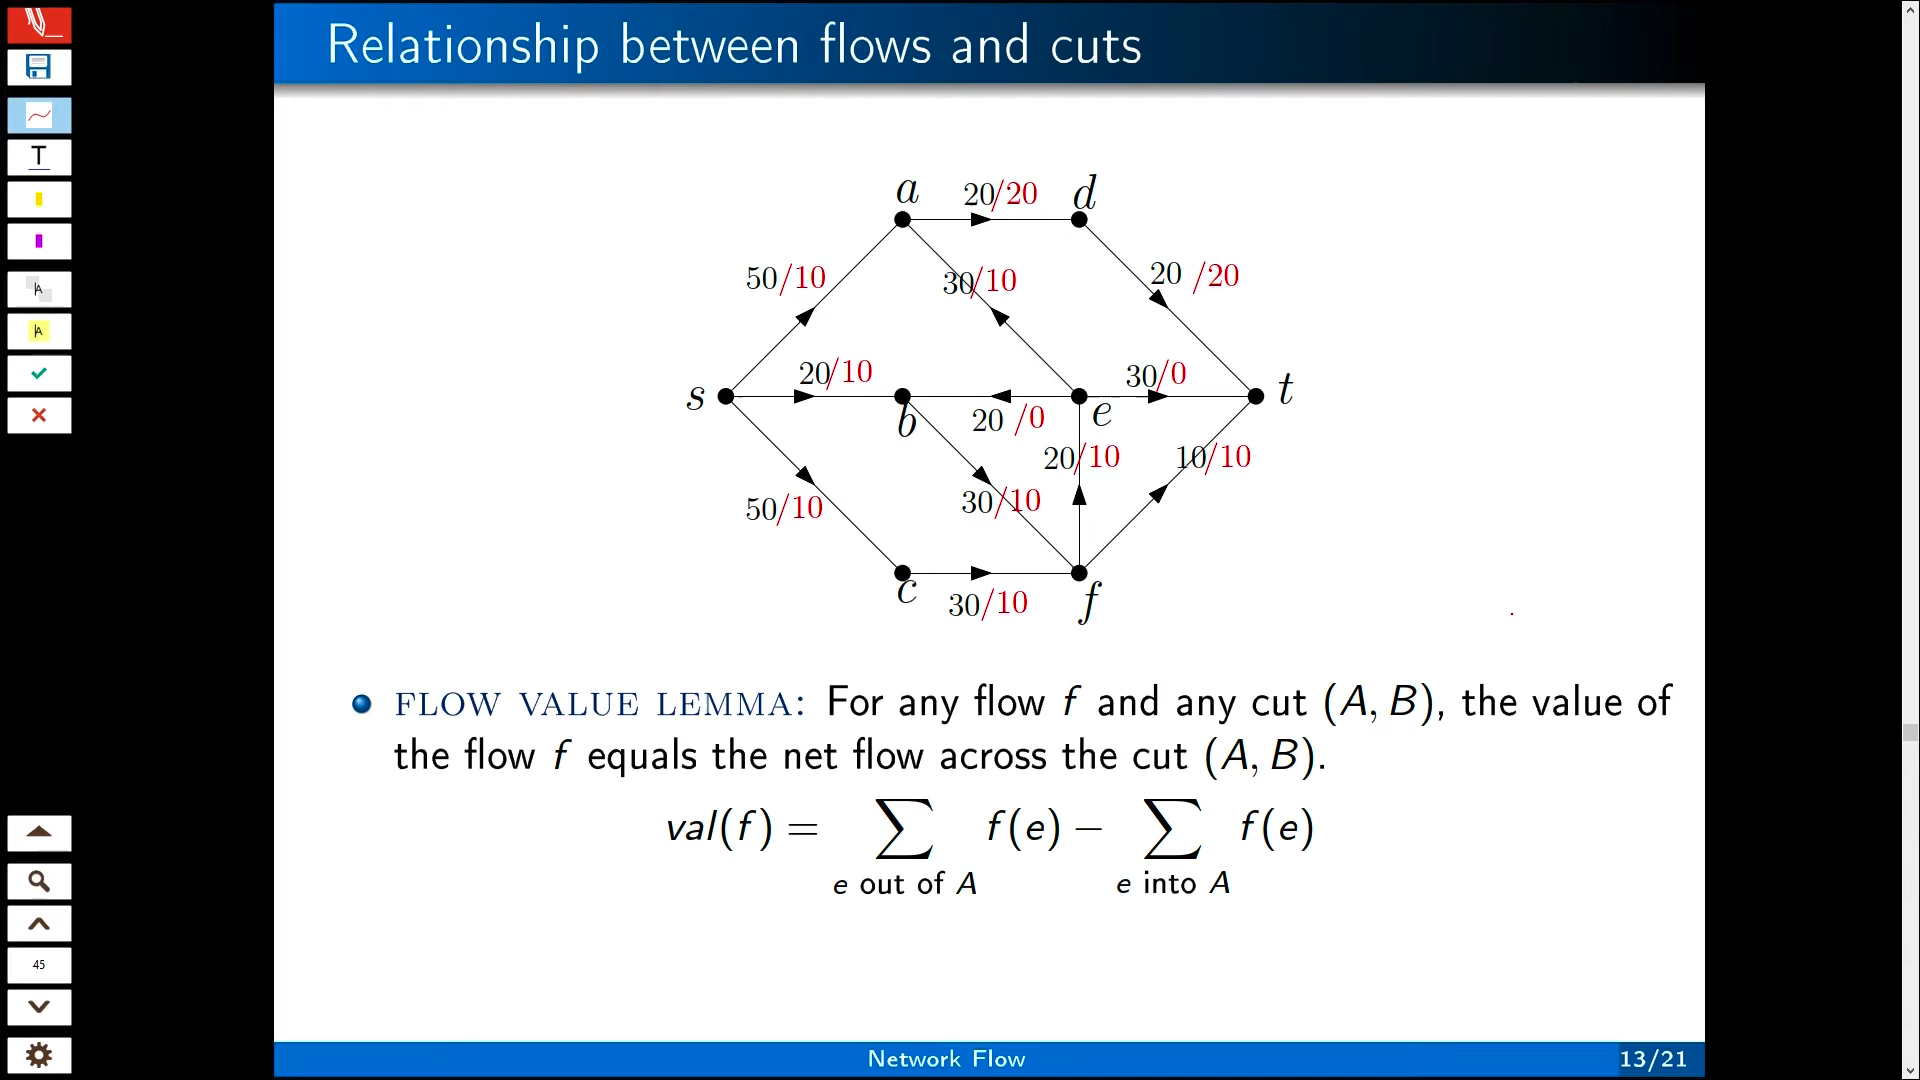 Relationship between flows and cuts
a 20/20 d
50/10 30/10 20 /20
s 20/10 b 20 /0 e 30/0 t
20/10 10/10
50/10 30/10
c 30/10 f
FLOW VALUE LEMMA: For any flow f and any cut (A, B), the value of
the flow f equals the net flow across the cut (A, B).
val(f) = ∑ f(e) − ∑ f(e)
e out of A e into A
Network Flow 13/21
T
A
A
45